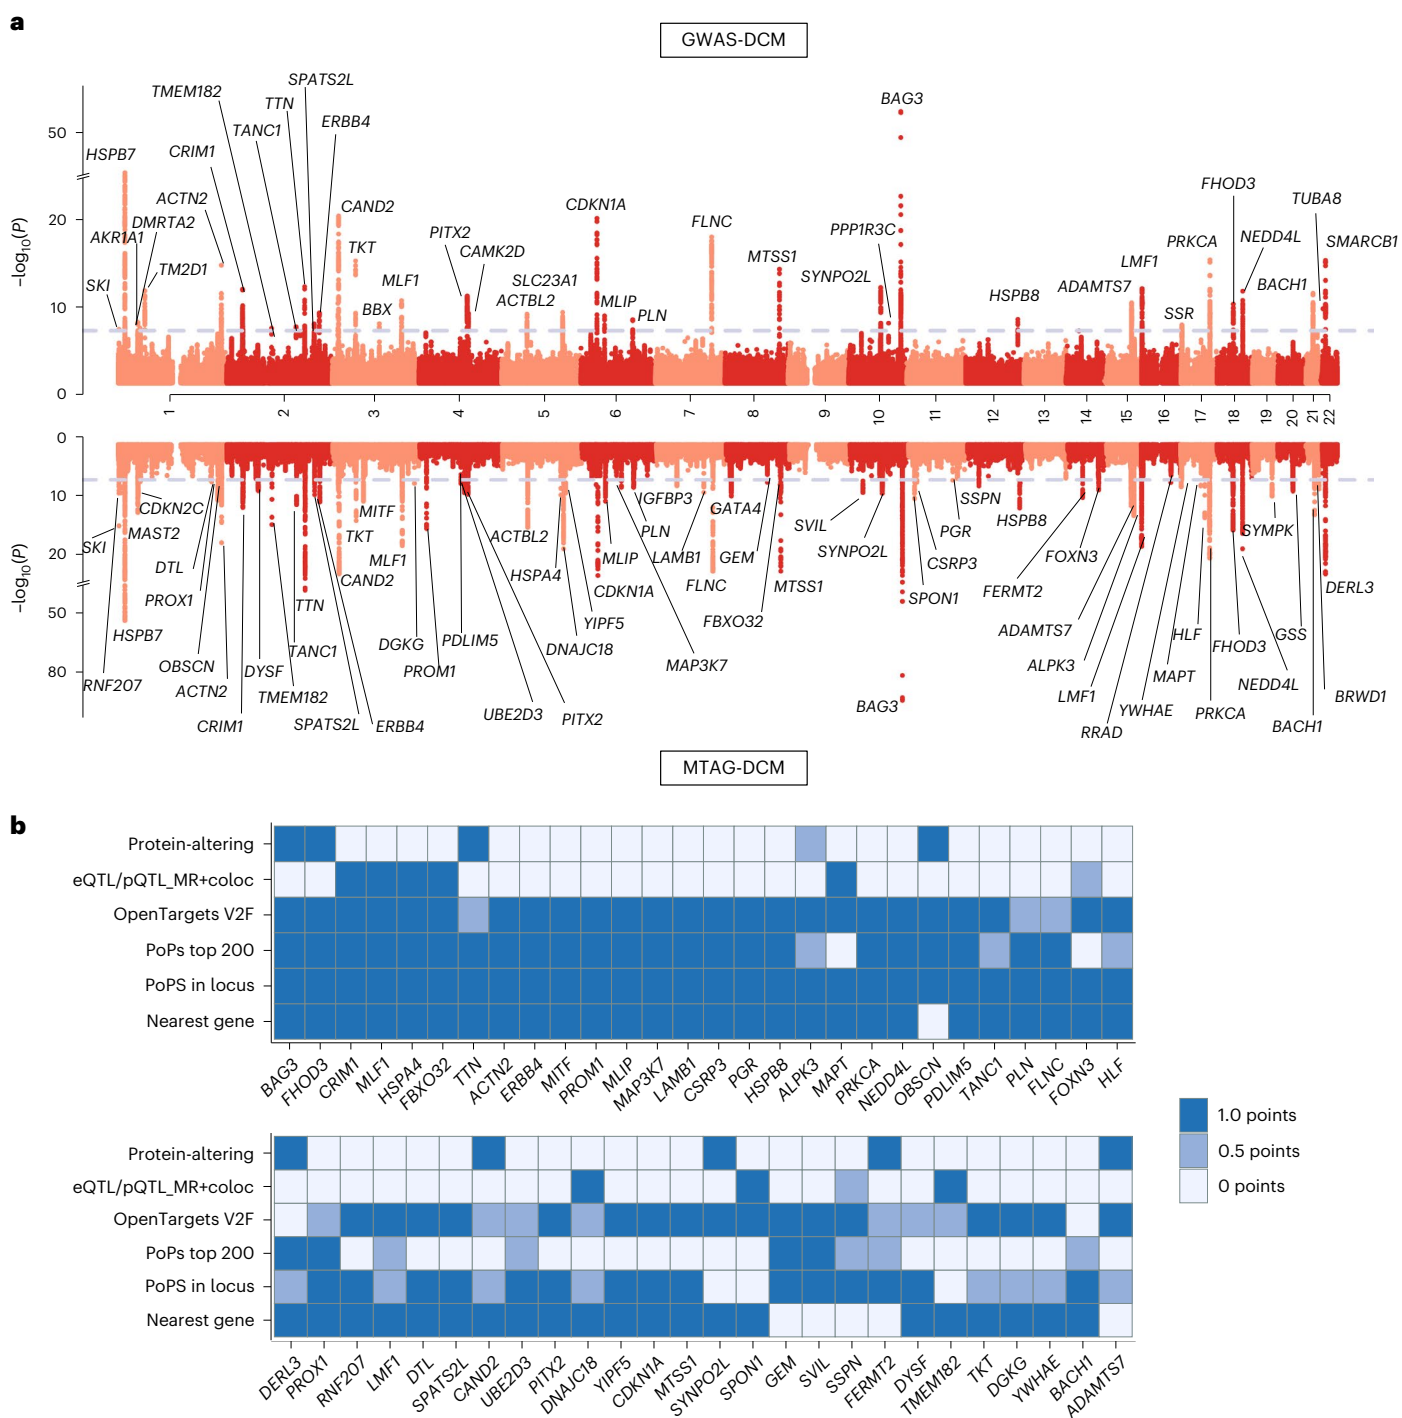 a
GWAS-DCM
SPATS2L
TMEM182
TTN
BAG3
ERBB4
TANC1
50
CRIM1
HSPB7
FHOD3
ACTN2
TUBA8
CAND2
CDKN1A
DMRTA2
FLNC
20
PPP1R3C
PITX2
AKR1A1
PRKCA
NEDD4L
SMARCB1
TKT
CAMK2D
MTSS1
LMF1
–log10(P)
TM2D1
SYNPO2L
SKI
MLF1
SLC23A1
ADAMTS7
BACH1
HSPB8
ACTBL2
MLIP
BBX
PLN
SSR
10
0
1
2
3
4
5
6
7
8
9
10
11
12
13
14
15
16
17
18
19
20
21
22
0
10
IGFBP3
SSPN
CDKN2C
MITF
GATA4
HSPB8
SVIL
MAST2
TKT
ACTBL2
PLN
PGR
SYMPK
SKI
20
–log10(P)
MLF1
MLIP
LAMB1
GEM
SYNPO2L
CSRP3
FOXN3
DTL
HSPA4
CAND2
CDKN1A
FLNC
MTSS1
FERMT2
DERL3
PROX1
TTN
SPON1
50
HSPB7
YIPF5
FBXO32
ADAMTS7
HLF
GSS
DGKG
PDLIM5
DNAJC18
FHOD3
TANC1
OBSCN
DYSF
PROM1
MAP3K7
ALPK3
MAPT
80
RNF207
ACTN2
TMEM182
NEDD4L
LMF1
BRWD1
BAG3
YWHAE
PRKCA
UBE2D3
PITX2
CRIM1
SPATS2L
ERBB4
RRAD
BACH1
MTAG-DCM
b
Protein-altering
eQTL/pQTL_MR+coloc
OpenTargets V2F
PoPs top 200
PoPS in locus
Nearest gene
BAG3
FHOD3
CRIM1
MLF1
HSPA4
FBXO32
TTN
ACTN2
ERBB4
MITF
PROM1
MLIP
MAP3K7
LAMB1
CSRP3
PGR
HSPB8
ALPK3
MAPT
PRKCA
NEDD4L
OBSCN
PDLIM5
TANC1
PLN
FLNC
FOXN3
HLF
1.0 points
0.5 points
0 points
Protein-altering
eQTL/pQTL_MR+coloc
OpenTargets V2F
PoPs top 200
PoPS in locus
Nearest gene
DERL3
PROX1
RNF207
LMF1
DTL
SPATS2L
CAND2
UBE2D3
PITX2
DNAJC18
YIPF5
CDKN1A
MTSS1
SYNPO2L
SPON1
GEM
SVIL
SSPN
FERMT2
DYSF
TMEM182
TKT
DGKG
YWHAE
BACH1
ADAMTS7